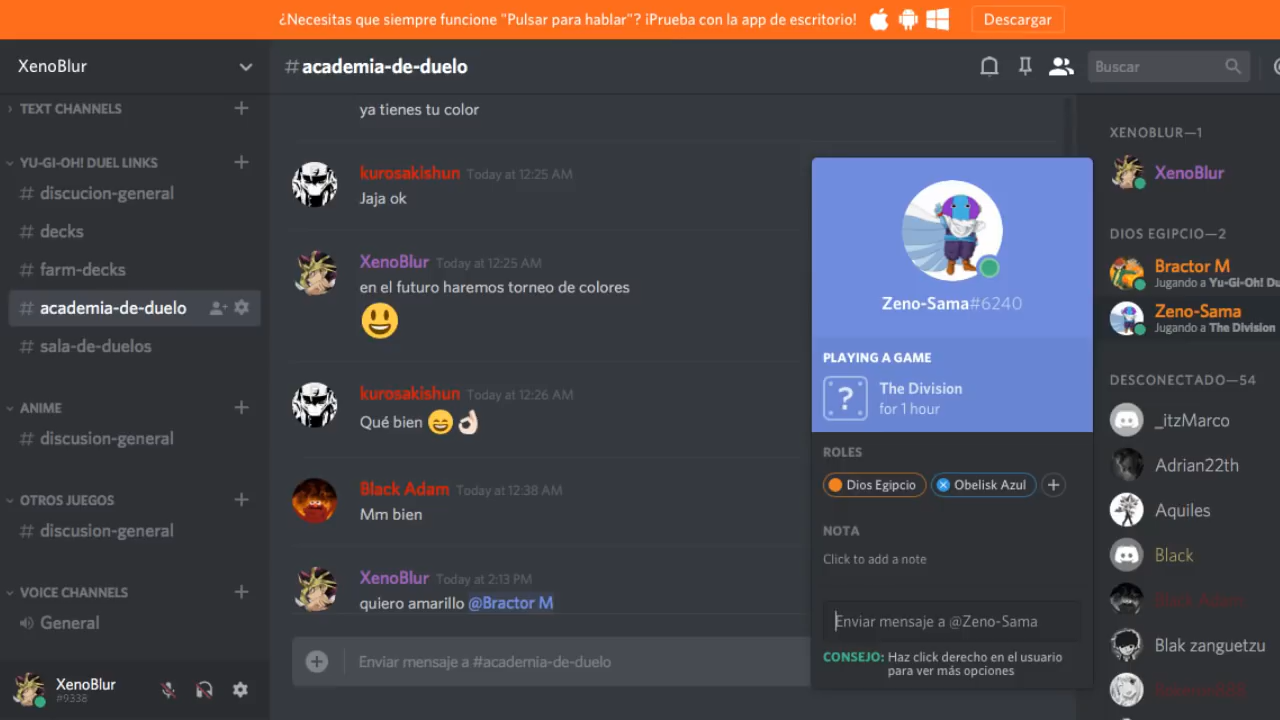 ¿Necesitas que siempre funcione "Pulsar para hablar"? ¡Prueba con la app de escritorio!
Descargar
XenoBlur
TEXT CHANNELS
YU-GI-OH! DUEL LINKS
# discucion-general
# decks
# farm-decks
# academia-de-duelo
# sala-de-duelos
ANIME
# discusion-general
OTROS JUEGOS
# discusion-general
VOICE CHANNELS
General
XenoBlur
#9338
# academia-de-duelo
Buscar
ya tienes tu color
kurosakishun Today at 12:25 AM
Jaja ok
XenoBlur Today at 12:25 AM
en el futuro haremos torneo de colores
kurosakishun Today at 12:26 AM
Qué bien
Black Adam Today at 12:38 AM
Mm bien
XenoBlur Today at 2:13 PM
quiero amarillo @Bractor M
Enviar mensaje a #academia-de-duelo
Zeno-Sama#6240
PLAYING A GAME
?
The Division
for 1 hour
ROLES
Dios Egipcio
Obelisk Azul
NOTA
Click to add a note
Enviar mensaje a @Zeno-Sama
CONSEJO: Haz click derecho en el usuario
para ver más opciones
XENOBLUR—1
XenoBlur
DIOS EGIPCIO—2
Bractor M
Jugando a Yu-Gi-Oh! Du
Zeno-Sama
Jugando a The Division
DESCONECTADO—54
_itzMarco
Adrian22th
Aquiles
Black
Black Adam
Blak zanguetzu